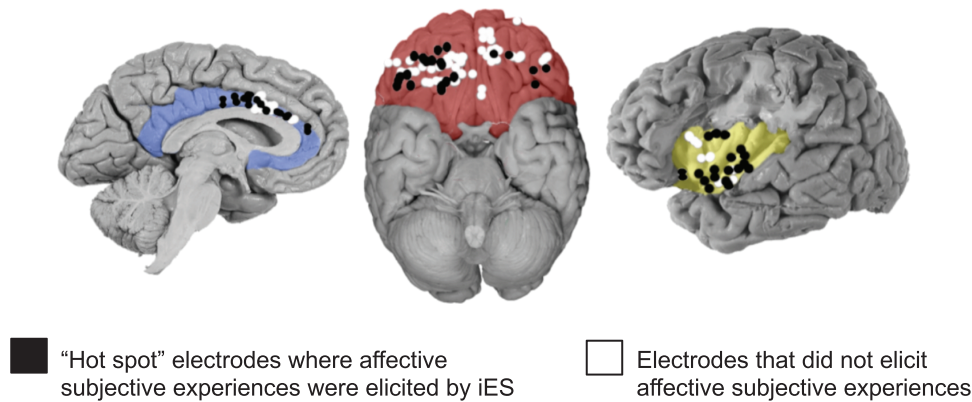 “Hot spot” electrodes where affective
subjective experiences were elicited by iES
Electrodes that did not elicit
affective subjective experiences